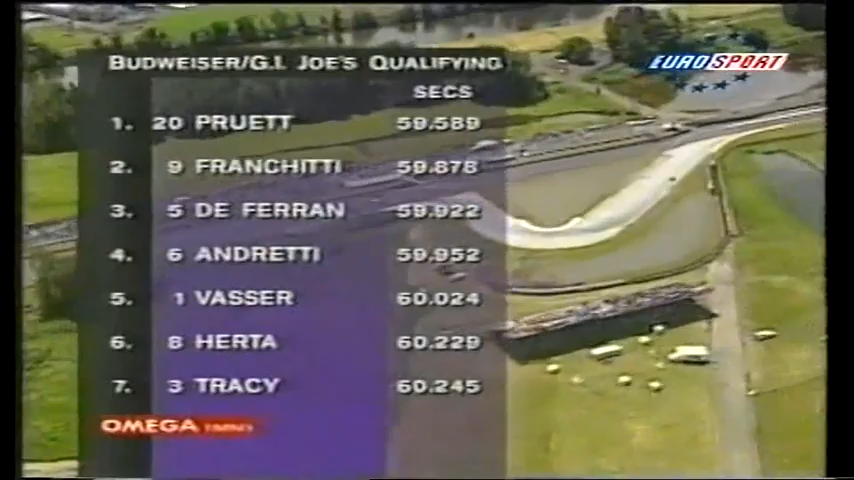 BUDWEISER/G.I. JOE'S QUALIFYING
EUROSPORT
SECS
1. 20 PRUETT 59.589
2. 9 FRANCHITTI 59.878
3. 5 DE FERRAN 59.922
4. 6 ANDRETTI 59.952
5. 1 VASSER 60.024
6. 8 HERTA 60.229
7. 3 TRACY 60.245
OMEGA TIMING